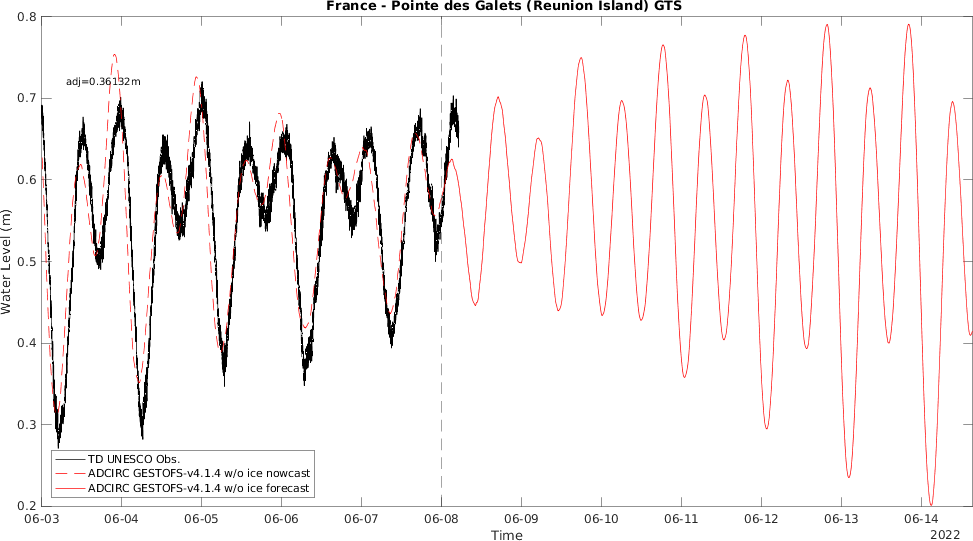 France - Pointe des Galets (Reunion Island) GTS
0.8
0.7
0.6
0.5
0.4
0.3
0.2
Water Level (m)
adj=0.36132m
TD UNESCO Obs.
ADCIRC GESTOFS-v4.1.4 w/o ice nowcast
ADCIRC GESTOFS-v4.1.4 w/o ice forecast
06-03 06-04 06-05 06-06 06-07 06-08 06-09 06-10 06-11 06-12 06-13 06-14
Time
2022